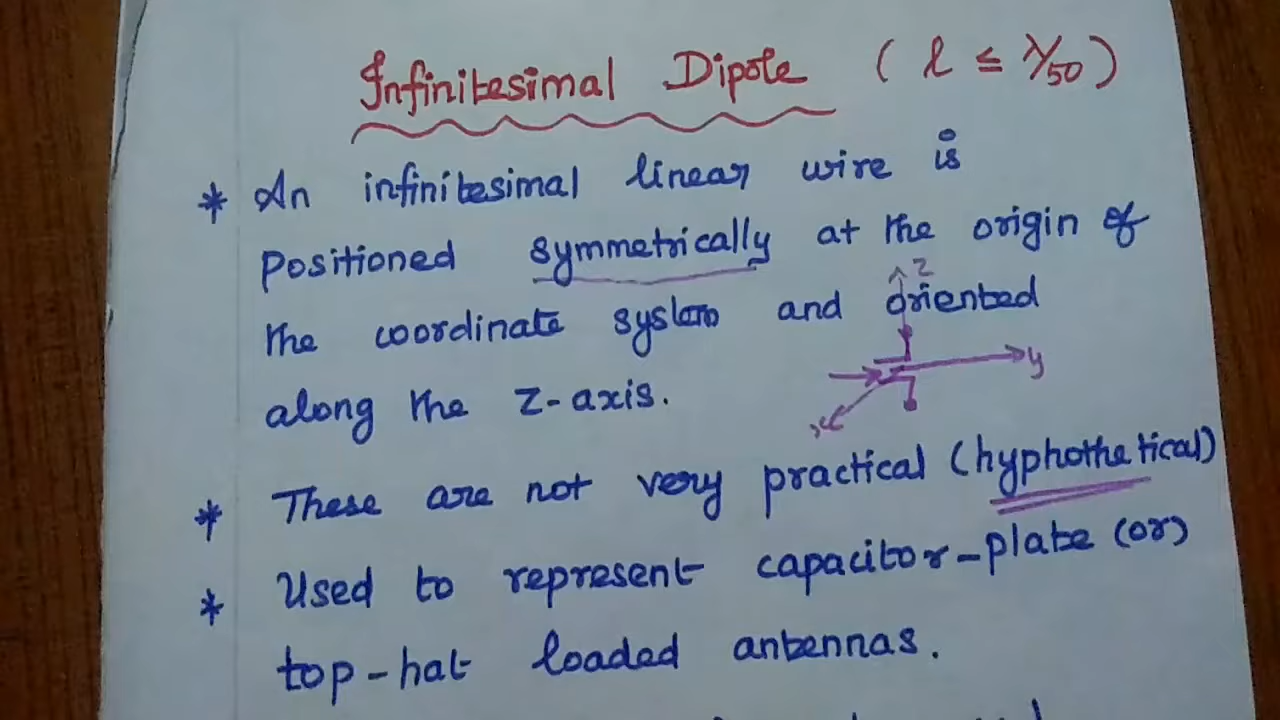 Infinitesimal Dipole ( l ≤ λ/50 )
* An infinitesimal linear wire is
positioned symmetrically at the origin of
the coordinate system and oriented
z
along the z-axis.
y
x
* These are not very practical (hyphothetical)
* Used to represent capacitor-plate (or)
top-hat loaded antennas.